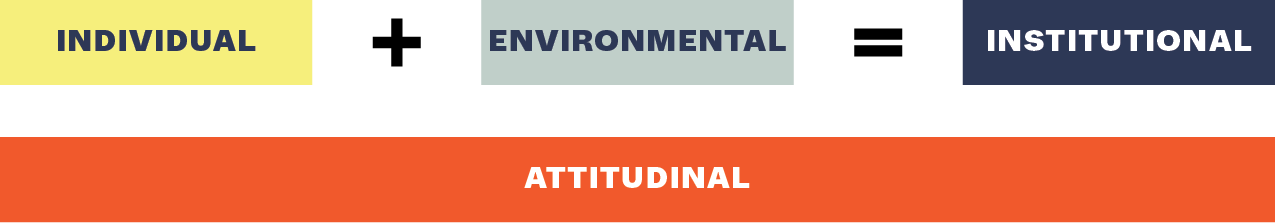 INDIVIDUAL + ENVIRONMENTAL = INSTITUTIONAL
ATTITUDINAL